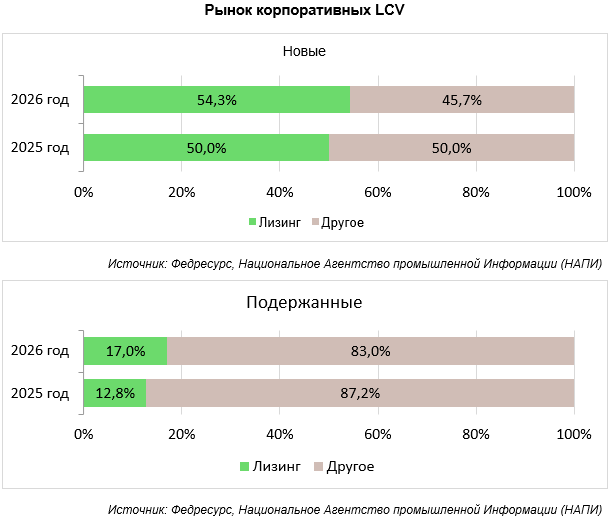 Рынок корпоративных LCV
Новые
2026 год
54,3%
45,7%
2025 год
50,0%
50,0%
0%
20%
40%
60%
80%
100%
Лизинг
Другое
Источник: Федресурс, Национальное Агентство промышленной Информации (НАПИ)
Подержанные
2026 год
17,0%
83,0%
2025 год
12,8%
87,2%
0%
20%
40%
60%
80%
100%
Лизинг
Другое
Источник: Федресурс, Национальное Агентство промышленной Информации (НАПИ)